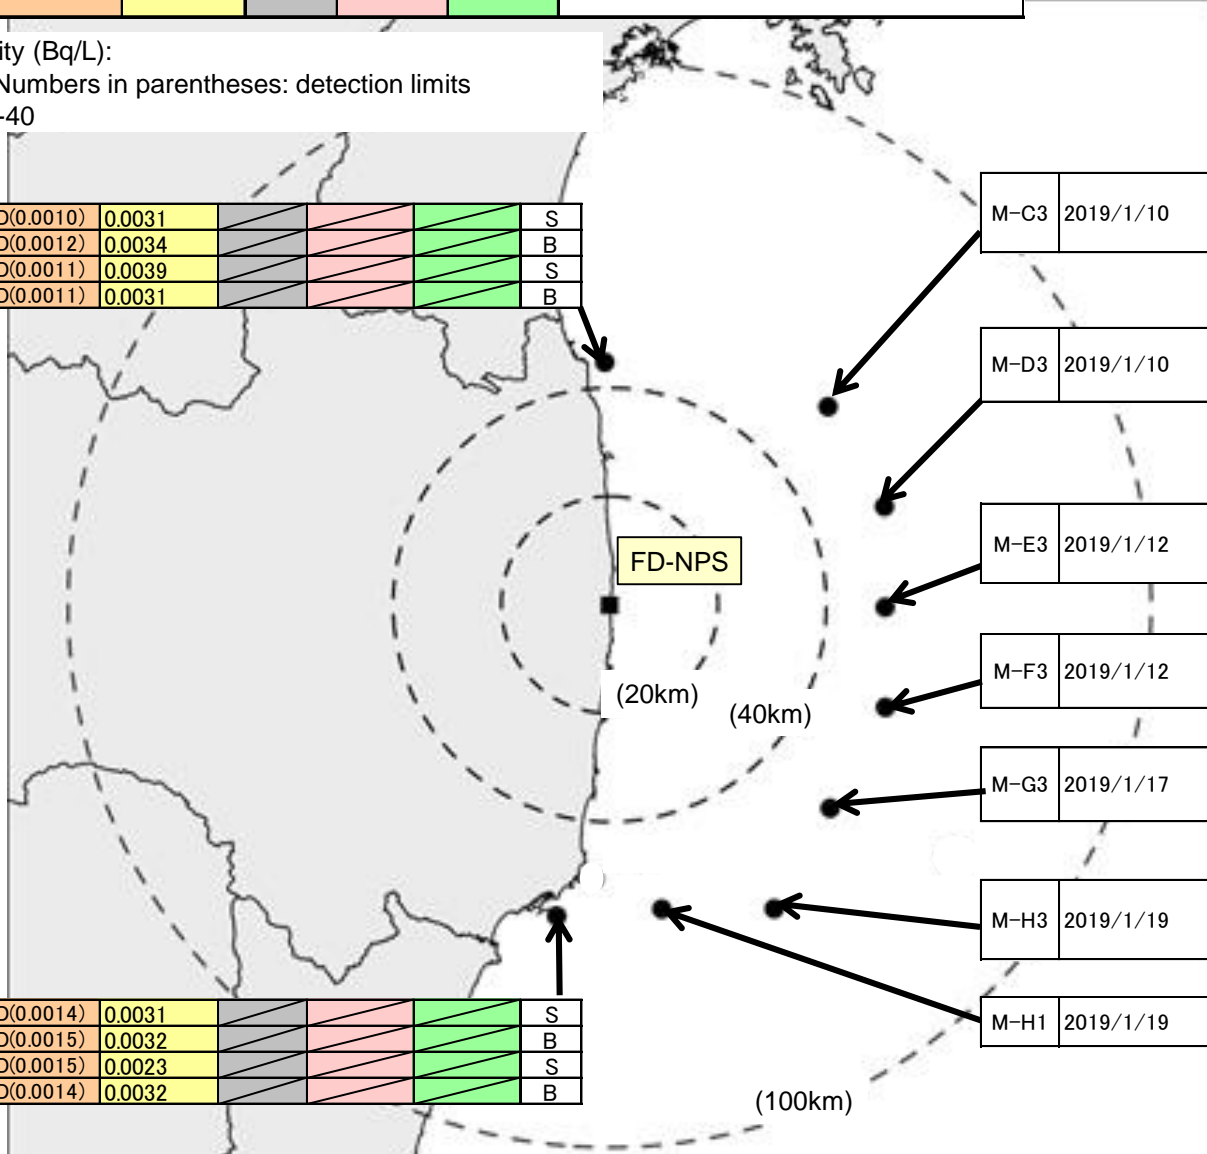 ity (Bq/L):
Numbers in parentheses: detection limits
-40
D(0.0010) 0.0031 S
D(0.0012) 0.0034 B
D(0.0011) 0.0039 S
D(0.0011) 0.0031 B
M-C3 2019/1/10
M-D3 2019/1/10
M-E3 2019/1/12
FD-NPS
M-F3 2019/1/12
(20km)
(40km)
M-G3 2019/1/17
M-H3 2019/1/19
M-H1 2019/1/19
D(0.0014) 0.0031 S
D(0.0015) 0.0032 B
D(0.0015) 0.0023 S
D(0.0014) 0.0032 B
(100km)